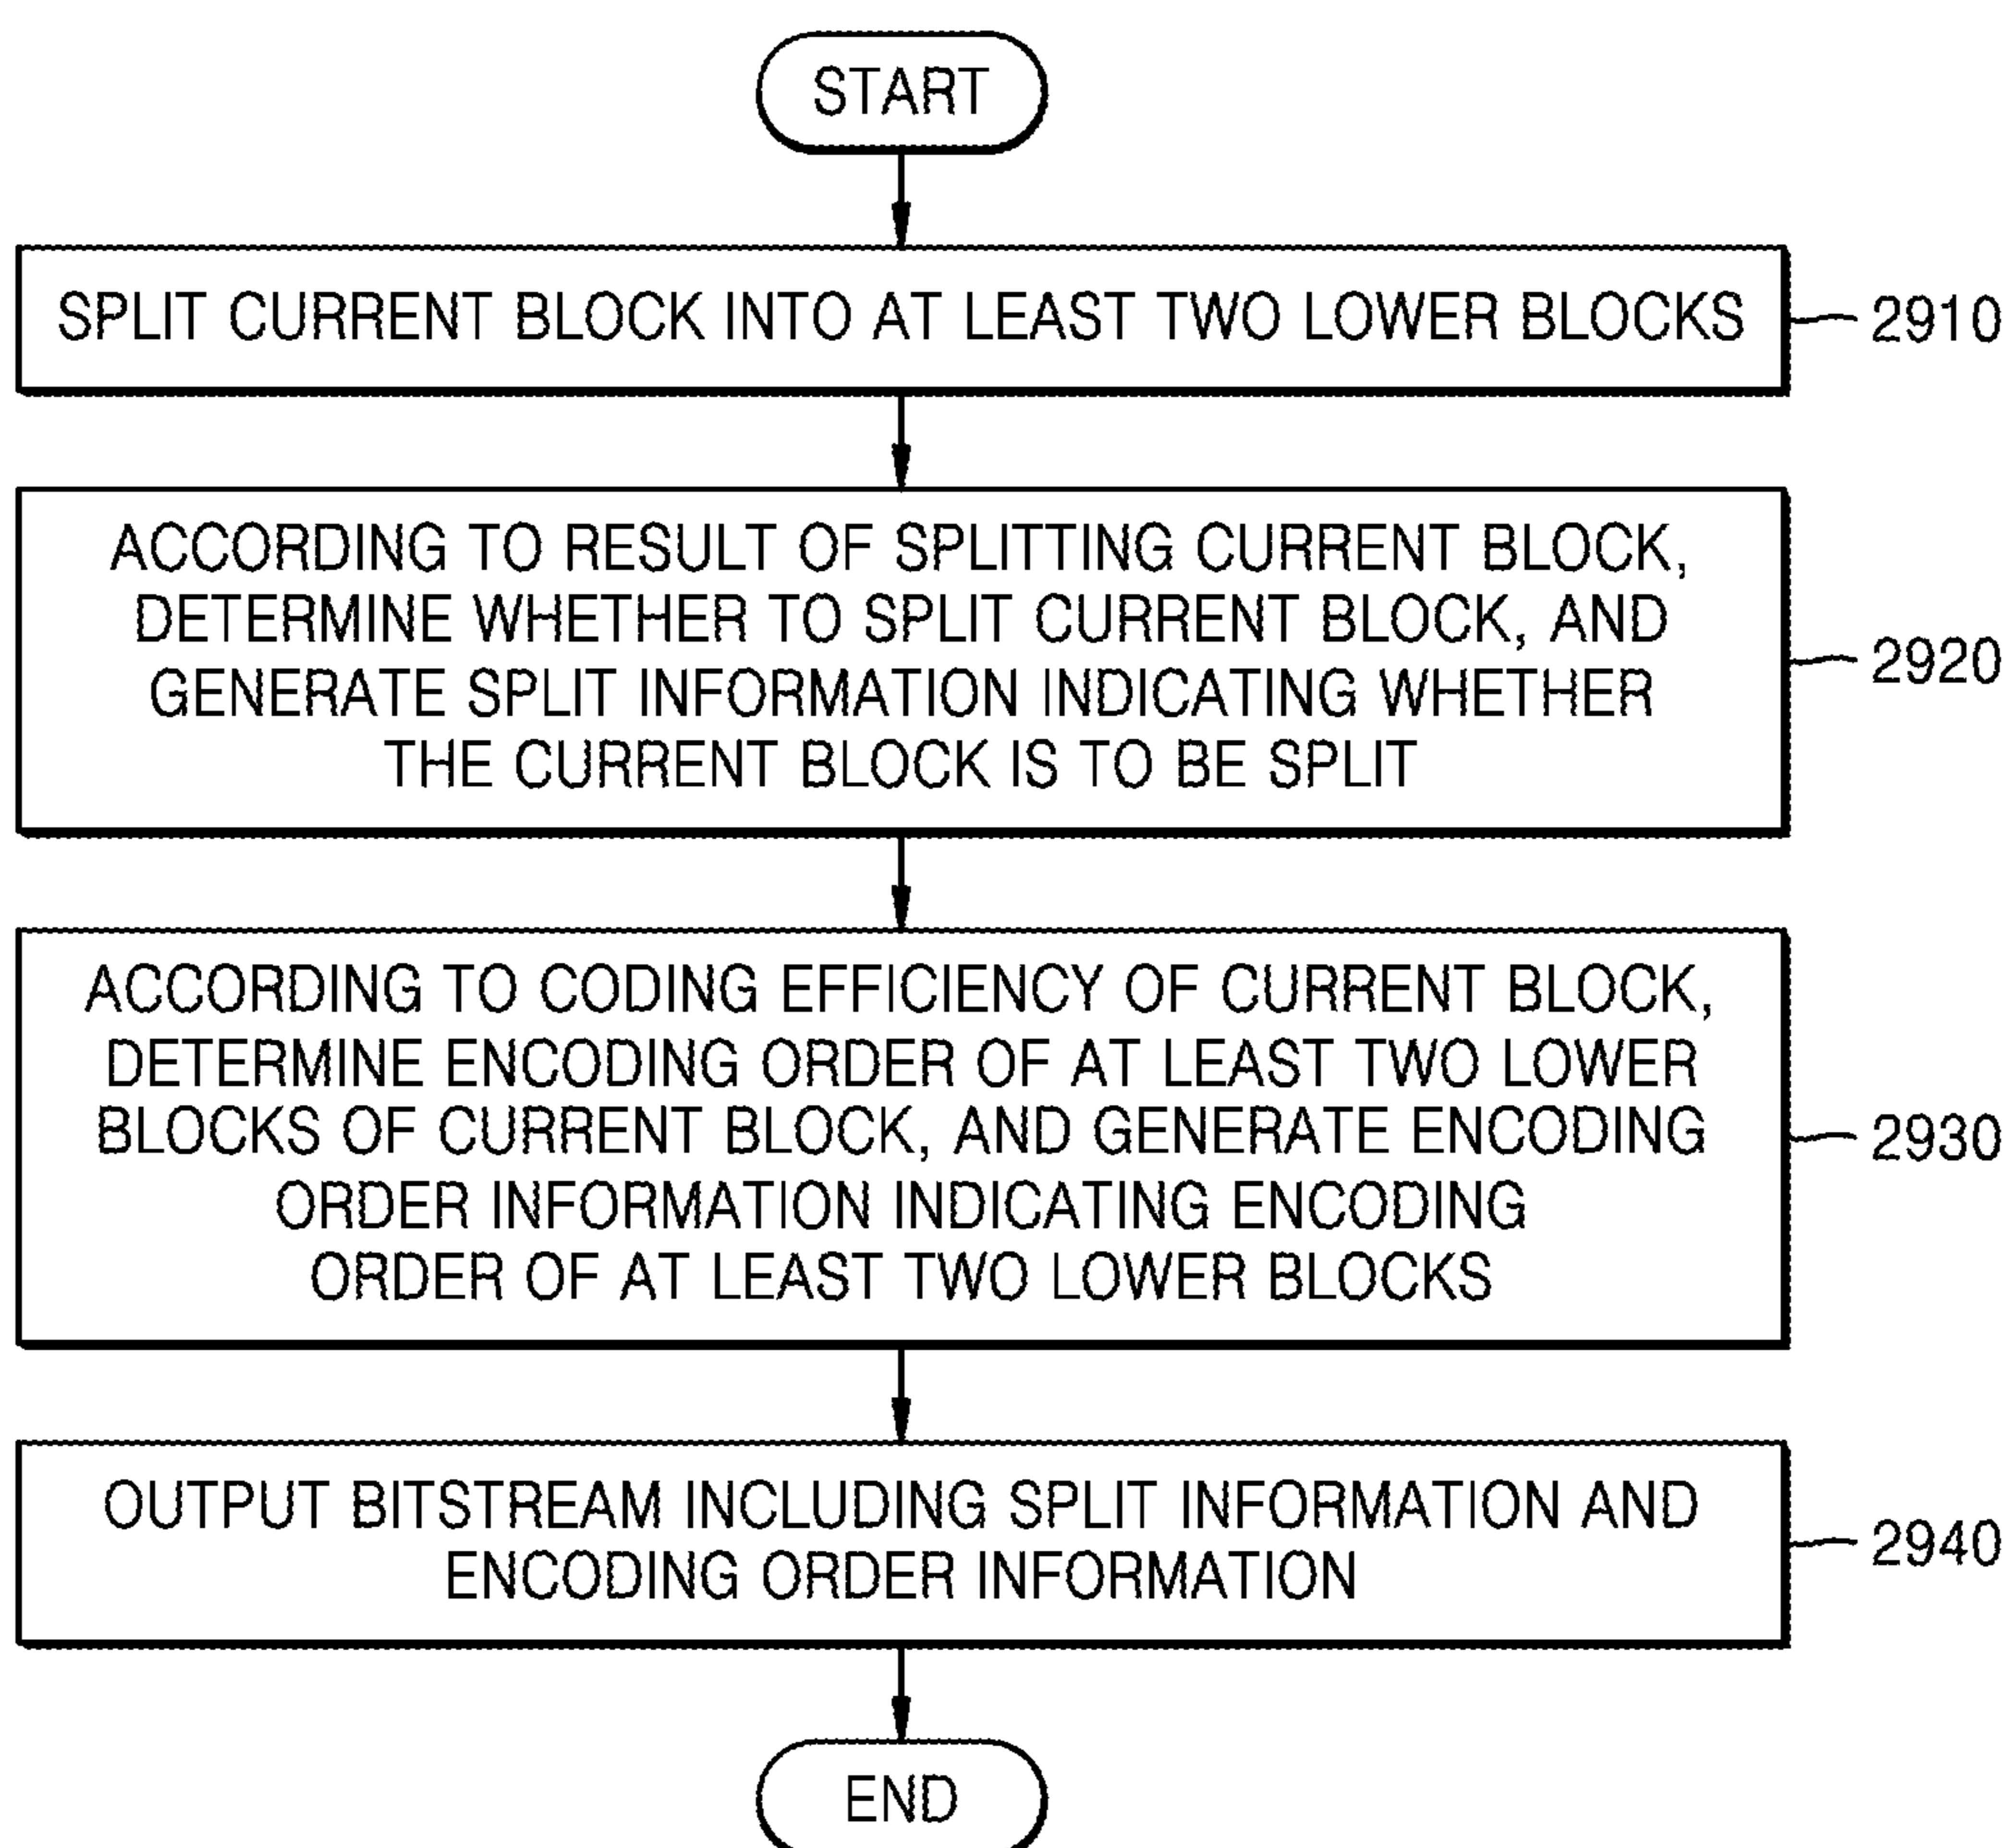 START
SPLIT CURRENT BLOCK INTO AT LEAST TWO LOWER BLOCKS
2910
ACCORDING TO RESULT OF SPLITTING CURRENT BLOCK,
DETERMINE WHETHER TO SPLIT CURRENT BLOCK, AND
GENERATE SPLIT INFORMATION INDICATING WHETHER
THE CURRENT BLOCK IS TO BE SPLIT
2920
ACCORDING TO CODING EFFICIENCY OF CURRENT BLOCK,
DETERMINE ENCODING ORDER OF AT LEAST TWO LOWER
BLOCKS OF CURRENT BLOCK, AND GENERATE ENCODING
ORDER INFORMATION INDICATING ENCODING
ORDER OF AT LEAST TWO LOWER BLOCKS
2930
OUTPUT BITSTREAM INCLUDING SPLIT INFORMATION AND
ENCODING ORDER INFORMATION
2940
END